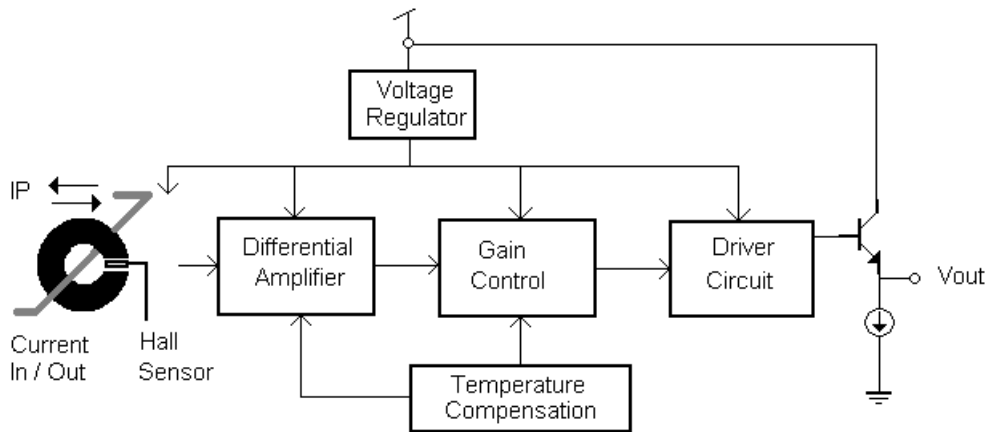 Voltage
Regulator
IP
Differential
Amplifier
Gain
Control
Driver
Circuit
Vout
Current
In / Out
Hall
Sensor
Temperature
Compensation